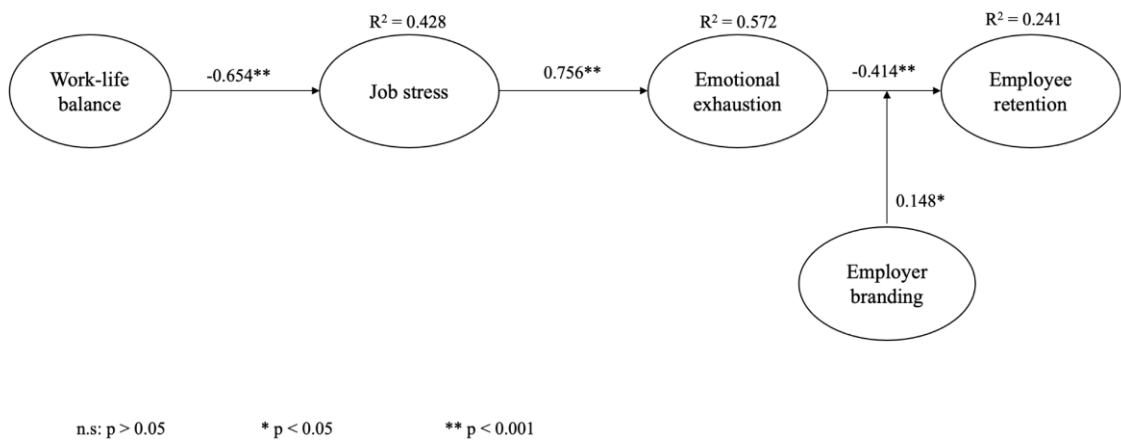 R² = 0.428
R² = 0.572
R² = 0.241
Work-life
balance
-0.654**
Job stress
0.756**
Emotional
exhaustion
-0.414**
Employee
retention
0.148*
Employer
branding
n.s: p > 0.05
* p < 0.05
** p < 0.001